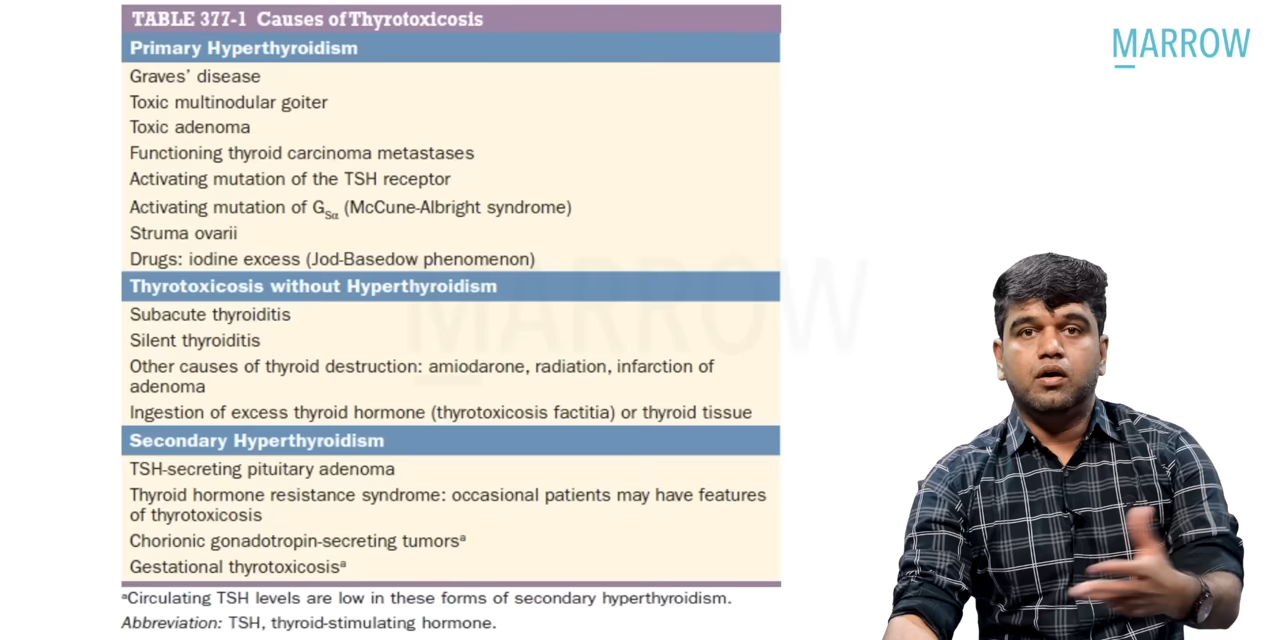 TABLE 377-1 Causes of Thyrotoxicosis
MARROW
Primary Hyperthyroidism
Graves’ disease
Toxic multinodular goiter
Toxic adenoma
Functioning thyroid carcinoma metastases
Activating mutation of the TSH receptor
Activating mutation of GSα (McCune-Albright syndrome)
Struma ovarii
Drugs: iodine excess (Jod-Basedow phenomenon)
Thyrotoxicosis without Hyperthyroidism
MARROW
Subacute thyroiditis
Silent thyroiditis
Other causes of thyroid destruction: amiodarone, radiation, infarction of
adenoma
Ingestion of excess thyroid hormone (thyrotoxicosis factitia) or thyroid tissue
Secondary Hyperthyroidism
TSH-secreting pituitary adenoma
Thyroid hormone resistance syndrome: occasional patients may have features
of thyrotoxicosis
Chorionic gonadotropin-secreting tumorsᵃ
Gestational thyrotoxicosisᵃ
ᵃCirculating TSH levels are low in these forms of secondary hyperthyroidism.
Abbreviation: TSH, thyroid-stimulating hormone.